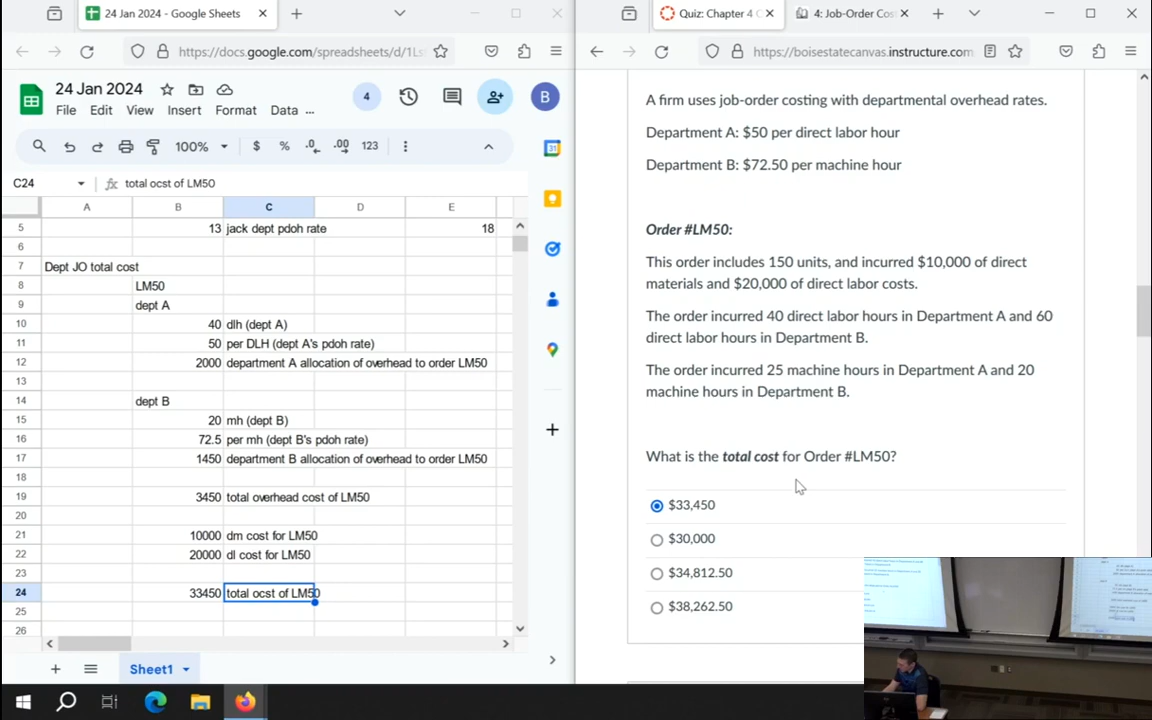 24 Jan 2024 - Google Sheets
https://docs.google.com/spreadsheets/d/1Ls
24 Jan 2024
File Edit View Insert Format Data ...
4
B
100% $ % .0 .00 123
C24 fx total ocst of LM50
A B C D E
5 13 jack dept pdoh rate 18
6
7 Dept JO total cost
8 LM50
9 dept A
10 40 dlh (dept A)
11 50 per DLH (dept A's pdoh rate)
12 2000 department A allocation of overhead to order LM50
13
14 dept B
15 20 mh (dept B)
16 72.5 per mh (dept B's pdoh rate)
17 1450 department B allocation of overhead to order LM50
18
19 3450 total overhead cost of LM50
20
21 10000 dm cost for LM50
22 20000 dl cost for LM50
23
24 33450 total ocst of LM50
25
26
Sheet1
31
Quiz: Chapter 4 C
4: Job-Order Cos
https://boisestatecanvas.instructure.com
A firm uses job-order costing with departmental overhead rates.
Department A: $50 per direct labor hour
Department B: $72.50 per machine hour
Order #LM50:
This order includes 150 units, and incurred $10,000 of direct
materials and $20,000 of direct labor costs.
The order incurred 40 direct labor hours in Department A and 60
direct labor hours in Department B.
The order incurred 25 machine hours in Department A and 20
machine hours in Department B.
What is the total cost for Order #LM50?
$33,450
$30,000
$34,812.50
$38,262.50